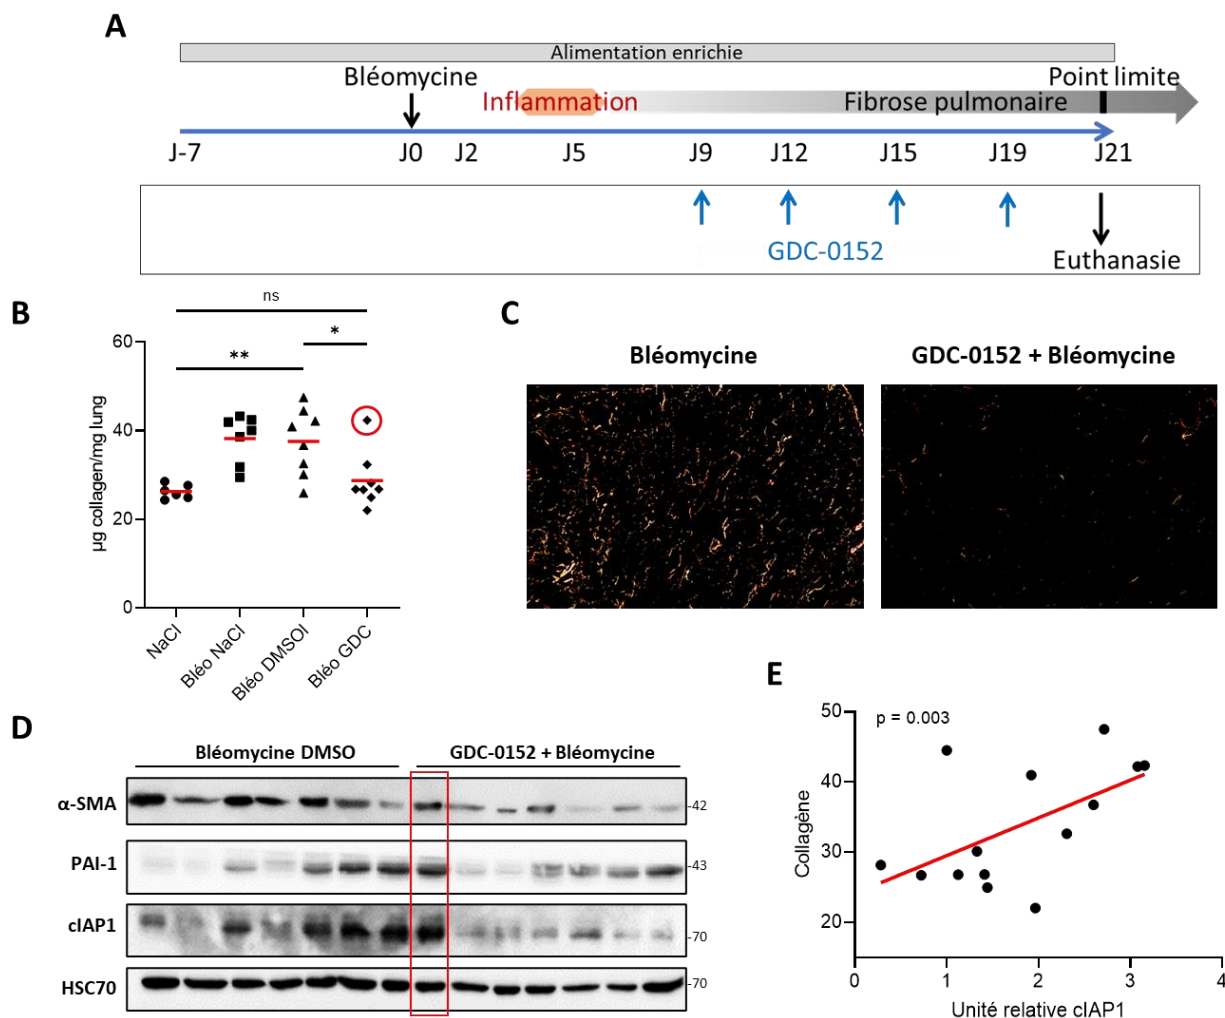 A
Alimentation enrichie
Bléomycine
Point limite
Inflammation
Fibrose pulmonaire
J-7
J0
J2
J5
J9
J12
J15
J19
J21
GDC-0152
Euthanasie
B
ns
*
**
60
40
20
0
µg collagen/mg lung
NaCl
Bléo NaCl
Bléo DMSOl
Bléo GDC
C
Bléomycine
GDC-0152 + Bléomycine
D
Bléomycine DMSO
GDC-0152 + Bléomycine
α-SMA
-42
PAI-1
-43
cIAP1
-70
HSC70
-70
E
p = 0.003
50
40
30
20
Collagène
0
1
2
3
4
Unité relative cIAP1